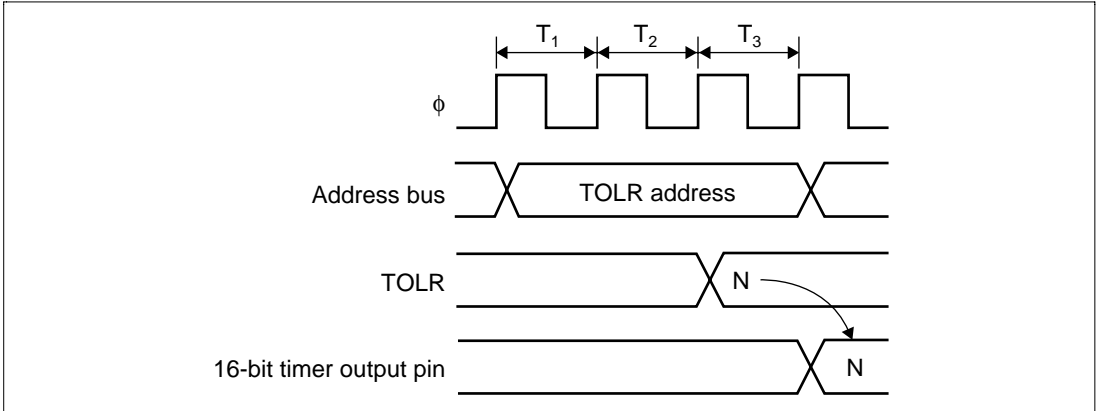 T₁ T₂ T₃
φ
Address bus TOLR address
TOLR N
16-bit timer output pin N